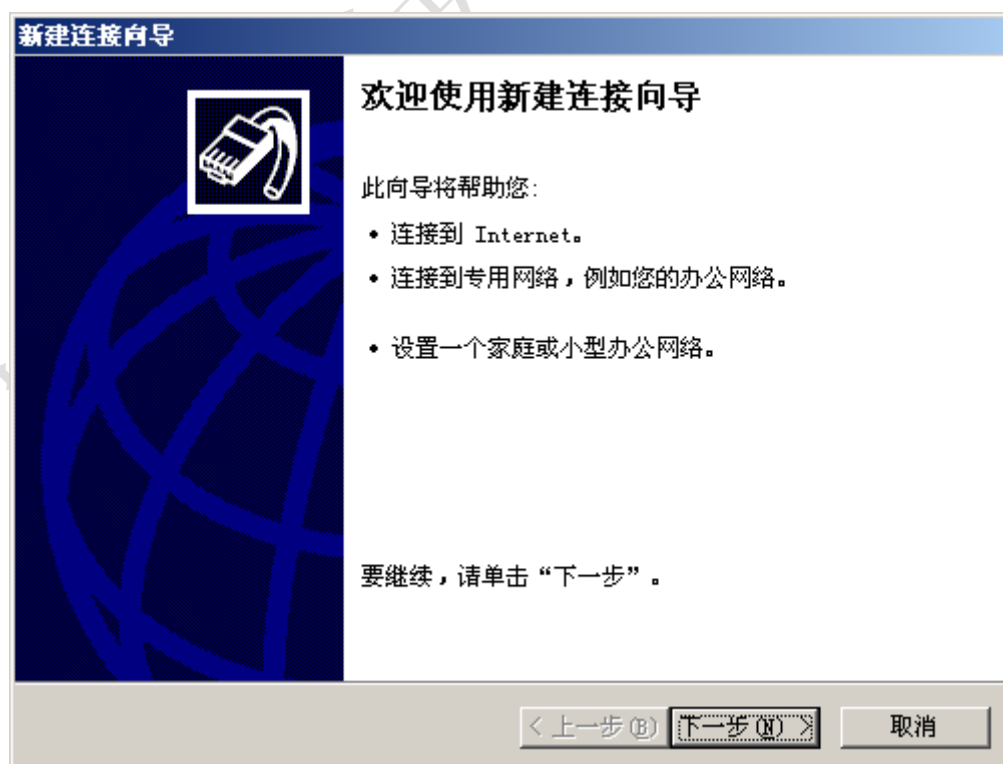 新建连接向导
欢迎使用新建连接向导
此向导将帮助您:
• 连接到 Internet。
• 连接到专用网络，例如您的办公网络。
• 设置一个家庭或小型办公网络。
要继续，请单击“下一步”。
< 上一步(B) 下一步(N) > 取消